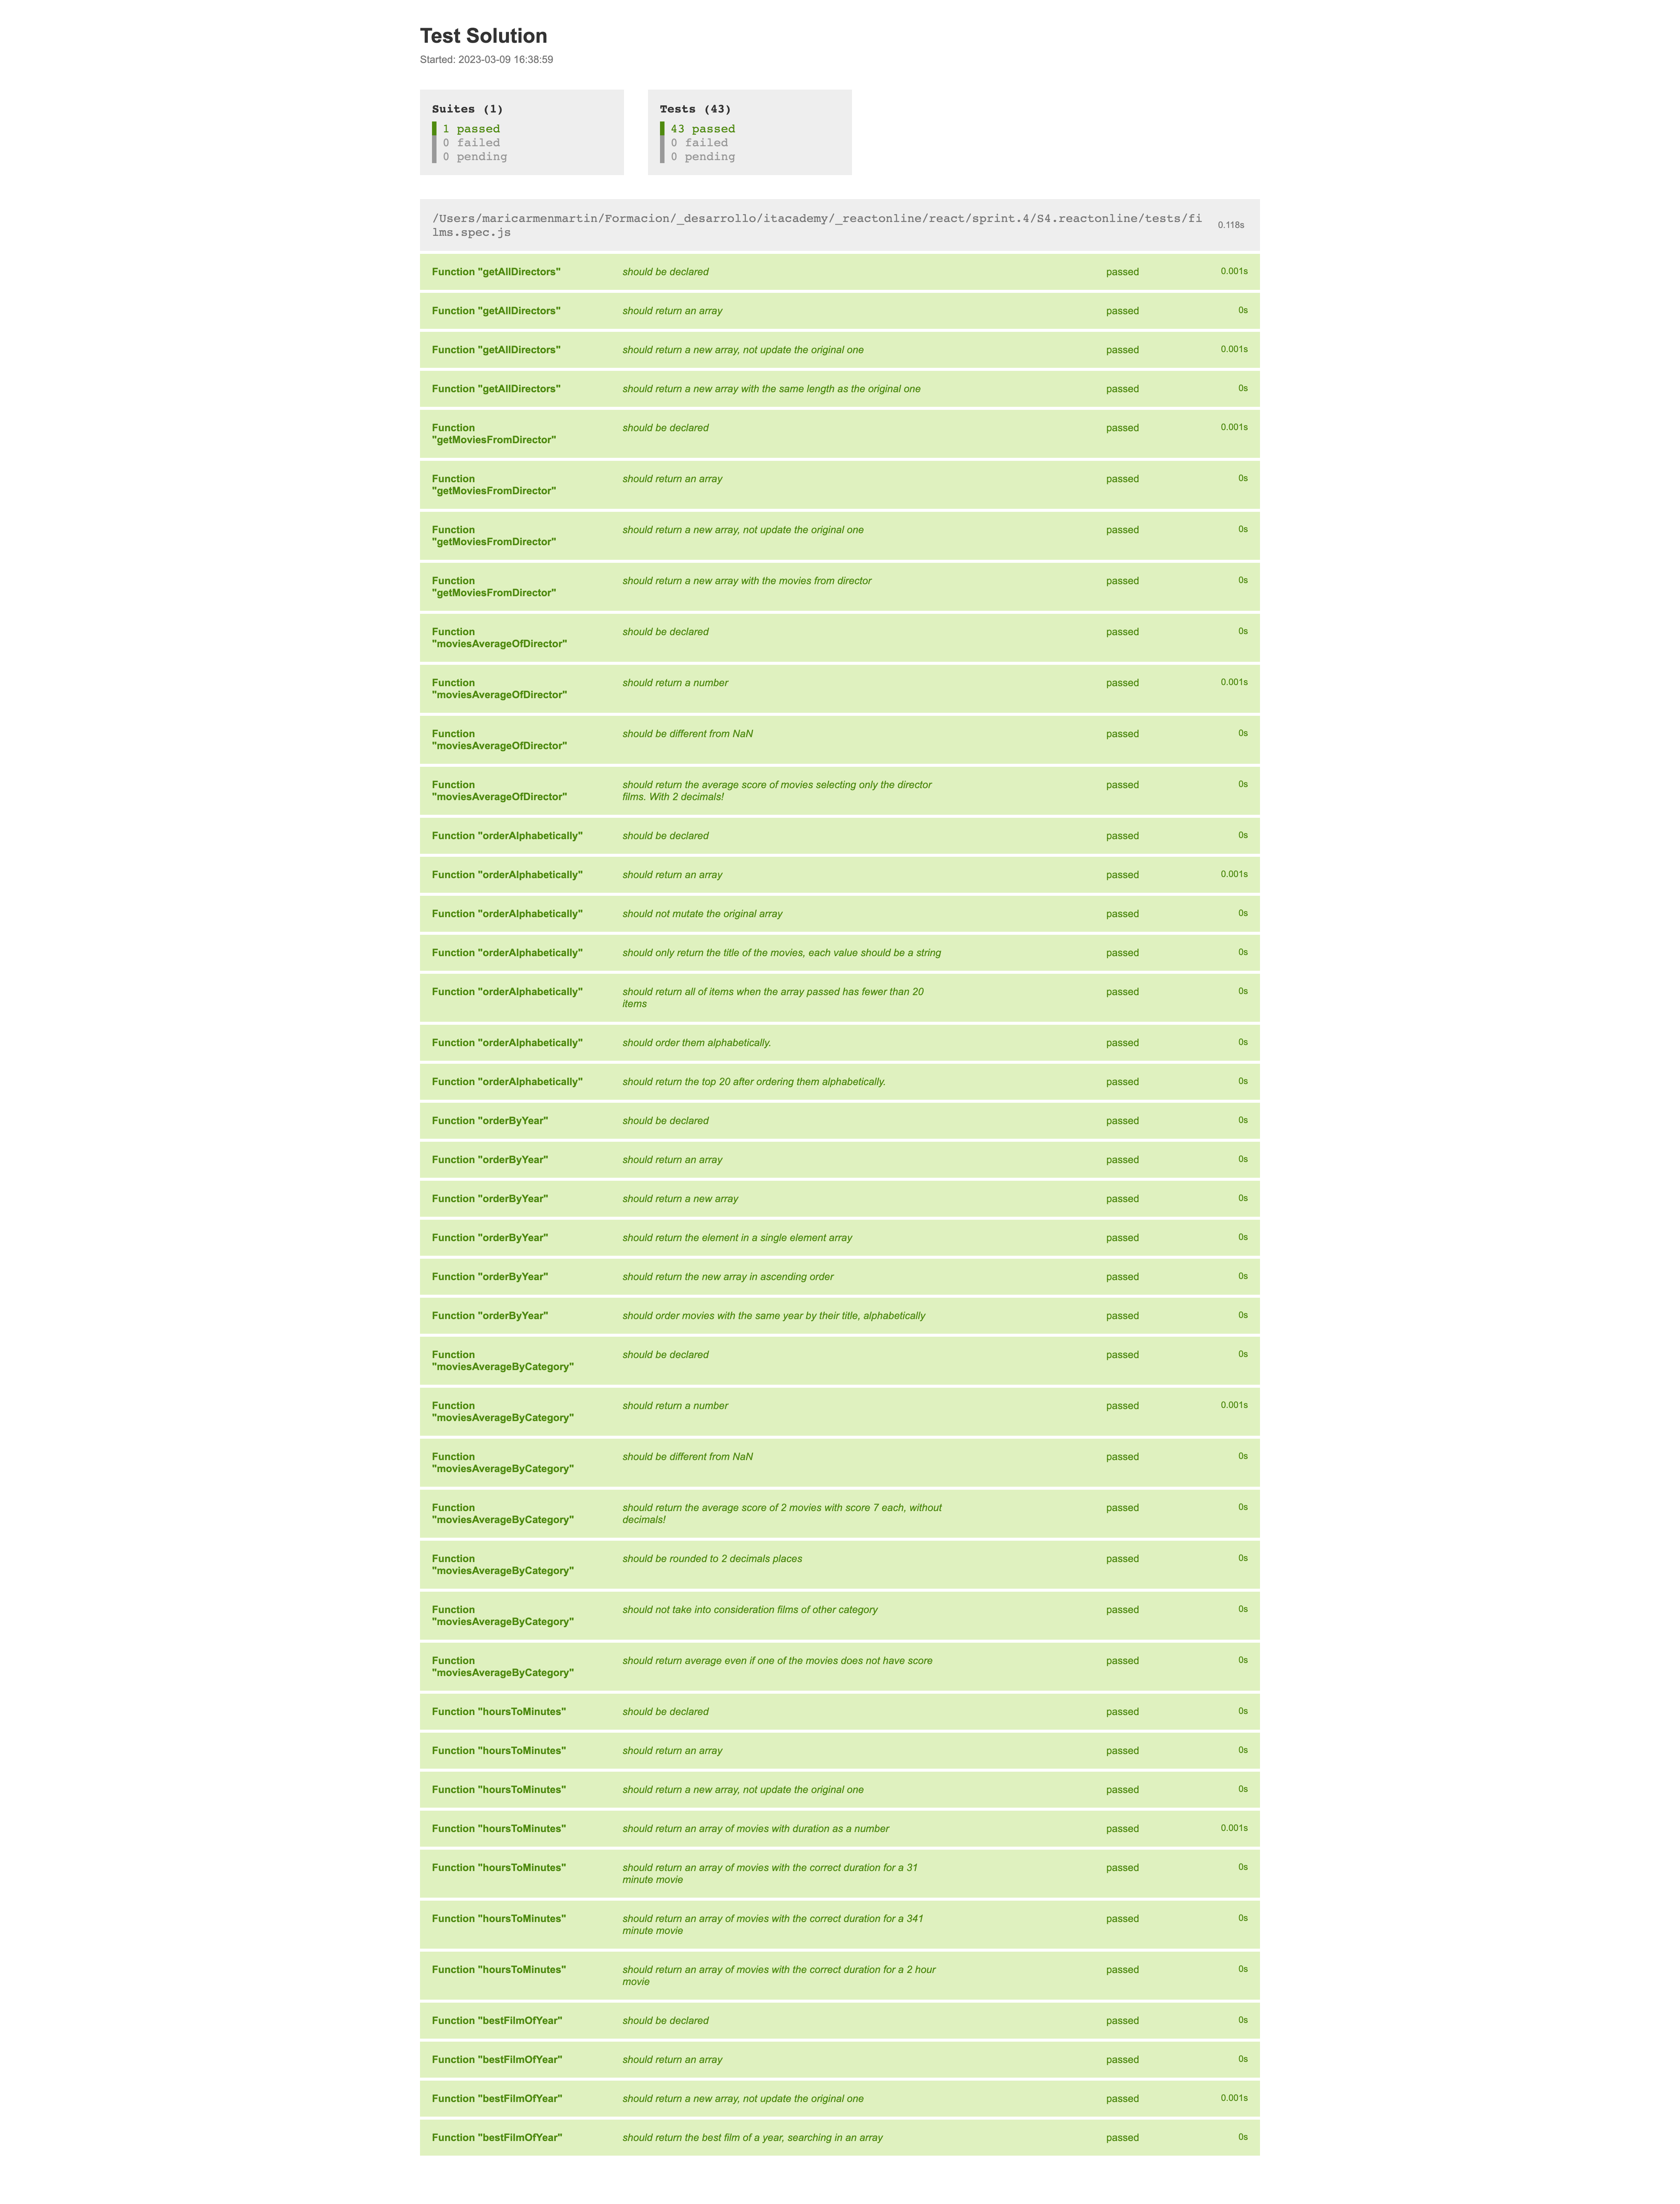 Test Solution
Started: 2023-03-09 16:38:59
Suites (1)
1 passed
0 failed
0 pending
Tests (43)
43 passed
0 failed
0 pending
/Users/maricarmenmartin/Formacion/_desarrollo/itacademy/_reactonline/react/sprint.4/S4.reactonline/tests/fi
lms.spec.js
0.118s
Function "getAllDirectors" should be declared passed 0.001s
Function "getAllDirectors" should return an array passed 0s
Function "getAllDirectors" should return a new array, not update the original one passed 0.001s
Function "getAllDirectors" should return a new array with the same length as the original one passed 0s
Function should be declared passed 0.001s
"getMoviesFromDirector"
Function should return an array passed 0s
"getMoviesFromDirector"
Function should return a new array, not update the original one passed 0s
"getMoviesFromDirector"
Function should return a new array with the movies from director passed 0s
"getMoviesFromDirector"
Function should be declared passed 0s
"moviesAverageOfDirector"
Function should return a number passed 0.001s
"moviesAverageOfDirector"
Function should be different from NaN passed 0s
"moviesAverageOfDirector"
Function should return the average score of movies selecting only the director passed 0s
"moviesAverageOfDirector" films. With 2 decimals!
Function "orderAlphabetically" should be declared passed 0s
Function "orderAlphabetically" should return an array passed 0.001s
Function "orderAlphabetically" should not mutate the original array passed 0s
Function "orderAlphabetically" should only return the title of the movies, each value should be a string passed 0s
Function "orderAlphabetically" should return all of items when the array passed has fewer than 20 passed 0s
items
Function "orderAlphabetically" should order them alphabetically. passed 0s
Function "orderAlphabetically" should return the top 20 after ordering them alphabetically. passed 0s
Function "orderByYear" should be declared passed 0s
Function "orderByYear" should return an array passed 0s
Function "orderByYear" should return a new array passed 0s
Function "orderByYear" should return the element in a single element array passed 0s
Function "orderByYear" should return the new array in ascending order passed 0s
Function "orderByYear" should order movies with the same year by their title, alphabetically passed 0s
Function should be declared passed 0s
"moviesAverageByCategory"
Function should return a number passed 0.001s
"moviesAverageByCategory"
Function should be different from NaN passed 0s
"moviesAverageByCategory"
Function should return the average score of 2 movies with score 7 each, without passed 0s
"moviesAverageByCategory" decimals!
Function should be rounded to 2 decimals places passed 0s
"moviesAverageByCategory"
Function should not take into consideration films of other category passed 0s
"moviesAverageByCategory"
Function should return average even if one of the movies does not have score passed 0s
"moviesAverageByCategory"
Function "hoursToMinutes" should be declared passed 0s
Function "hoursToMinutes" should return an array passed 0s
Function "hoursToMinutes" should return a new array, not update the original one passed 0s
Function "hoursToMinutes" should return an array of movies with duration as a number passed 0.001s
Function "hoursToMinutes" should return an array of movies with the correct duration for a 31 passed 0s
minute movie
Function "hoursToMinutes" should return an array of movies with the correct duration for a 341 passed 0s
minute movie
Function "hoursToMinutes" should return an array of movies with the correct duration for a 2 hour passed 0s
movie
Function "bestFilmOfYear" should be declared passed 0s
Function "bestFilmOfYear" should return an array passed 0s
Function "bestFilmOfYear" should return a new array, not update the original one passed 0.001s
Function "bestFilmOfYear" should return the best film of a year, searching in an array passed 0s